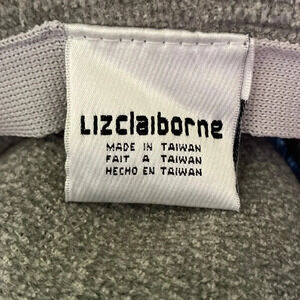 Lizclaiborne
MADE IN TAIWAN
FAIT A TAIWAN
HECHO EN TAIWAN